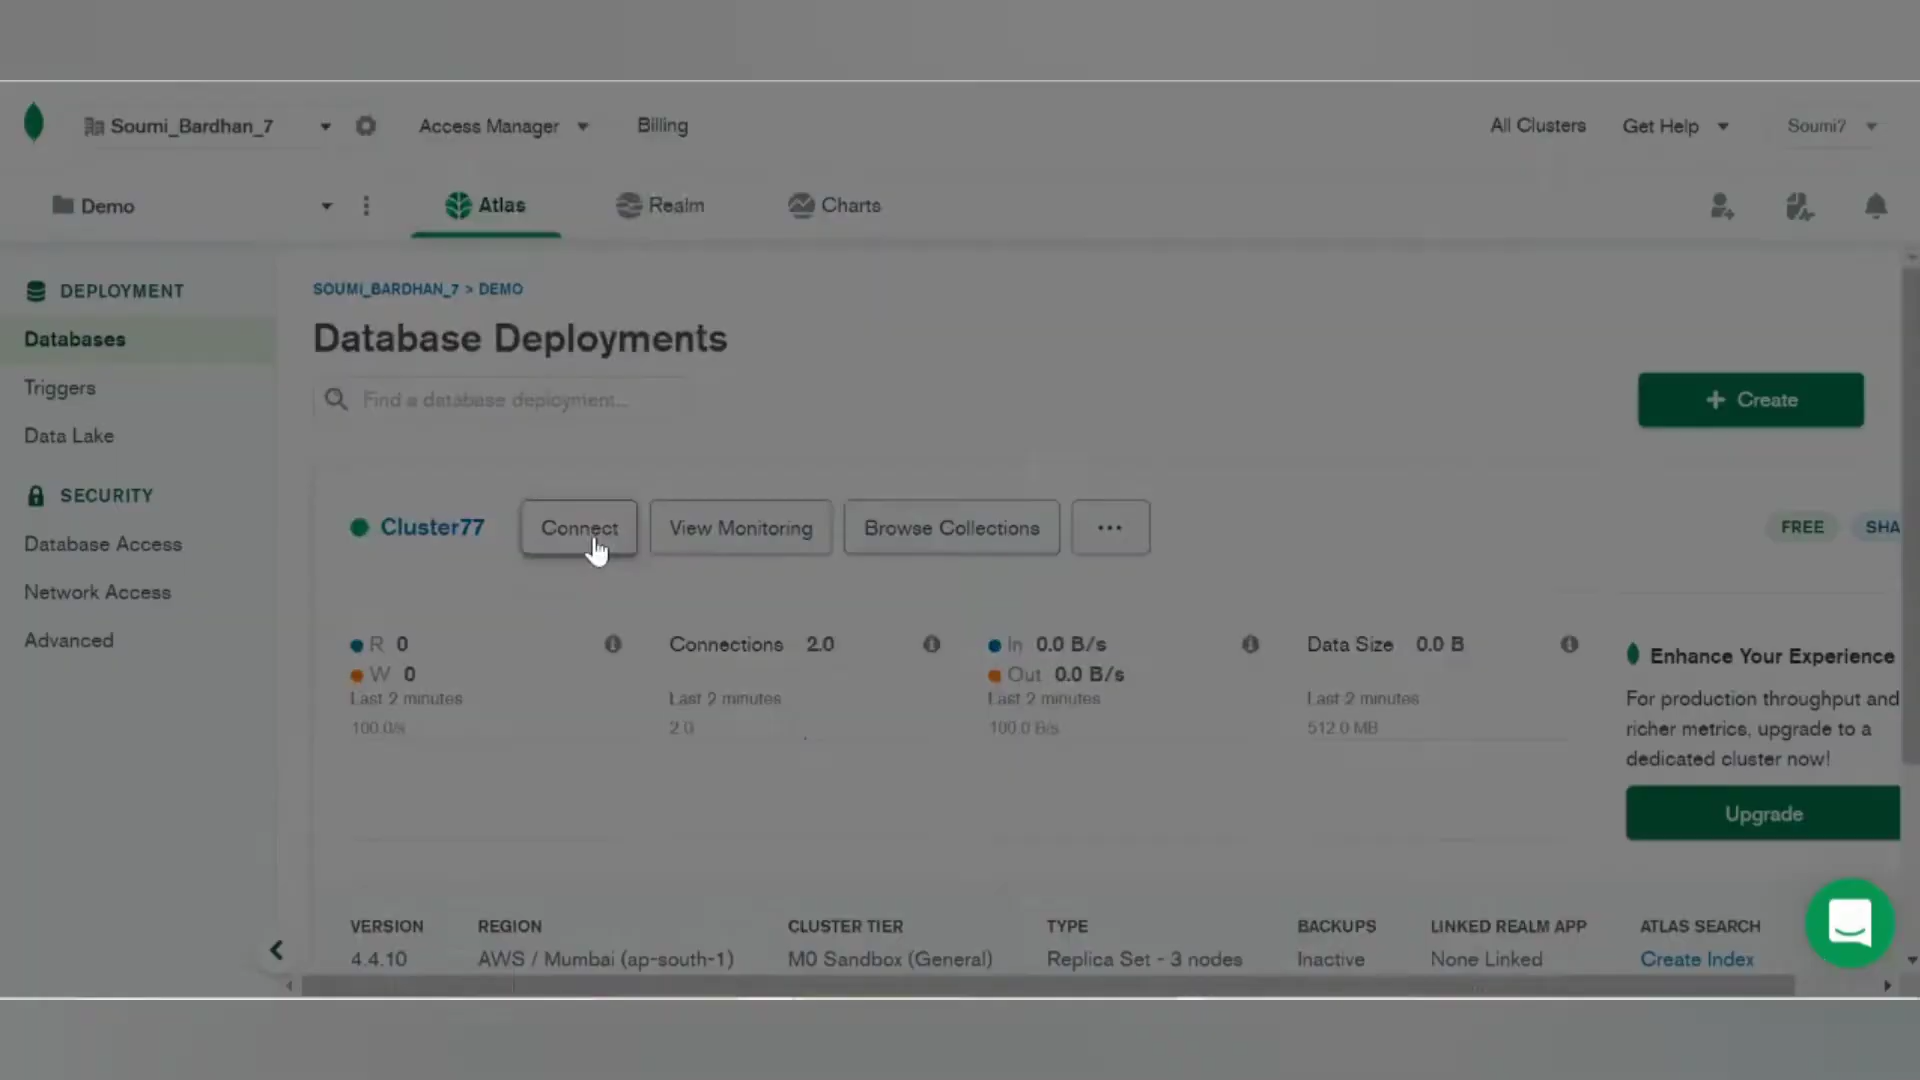 Soumi_Bardhan_7 Access Manager Billing All Clusters Get Help Soumi7
Demo Atlas Realm Charts
DEPLOYMENT
Databases
Triggers
Data Lake
SECURITY
Database Access
Network Access
Advanced
SOUMI_BARDHAN_7 > DEMO
Database Deployments
Find a database deployment...
+ Create
Cluster77 Connect View Monitoring Browse Collections ... FREE SHA
R 0
W 0
Last 2 minutes
100.0/s
Connections 2.0
Last 2 minutes
2.0
In 0.0 B/s
Out 0.0 B/s
Last 2 minutes
100.0 B/s
Data Size 0.0 B
Last 2 minutes
512.0 MB
Enhance Your Experience
For production throughput and
richer metrics, upgrade to a
dedicated cluster now!
Upgrade
VERSION REGION CLUSTER TIER TYPE BACKUPS LINKED REALM APP ATLAS SEARCH
4.4.10 AWS / Mumbai (ap-south-1) M0 Sandbox (General) Replica Set - 3 nodes Inactive None Linked Create Index